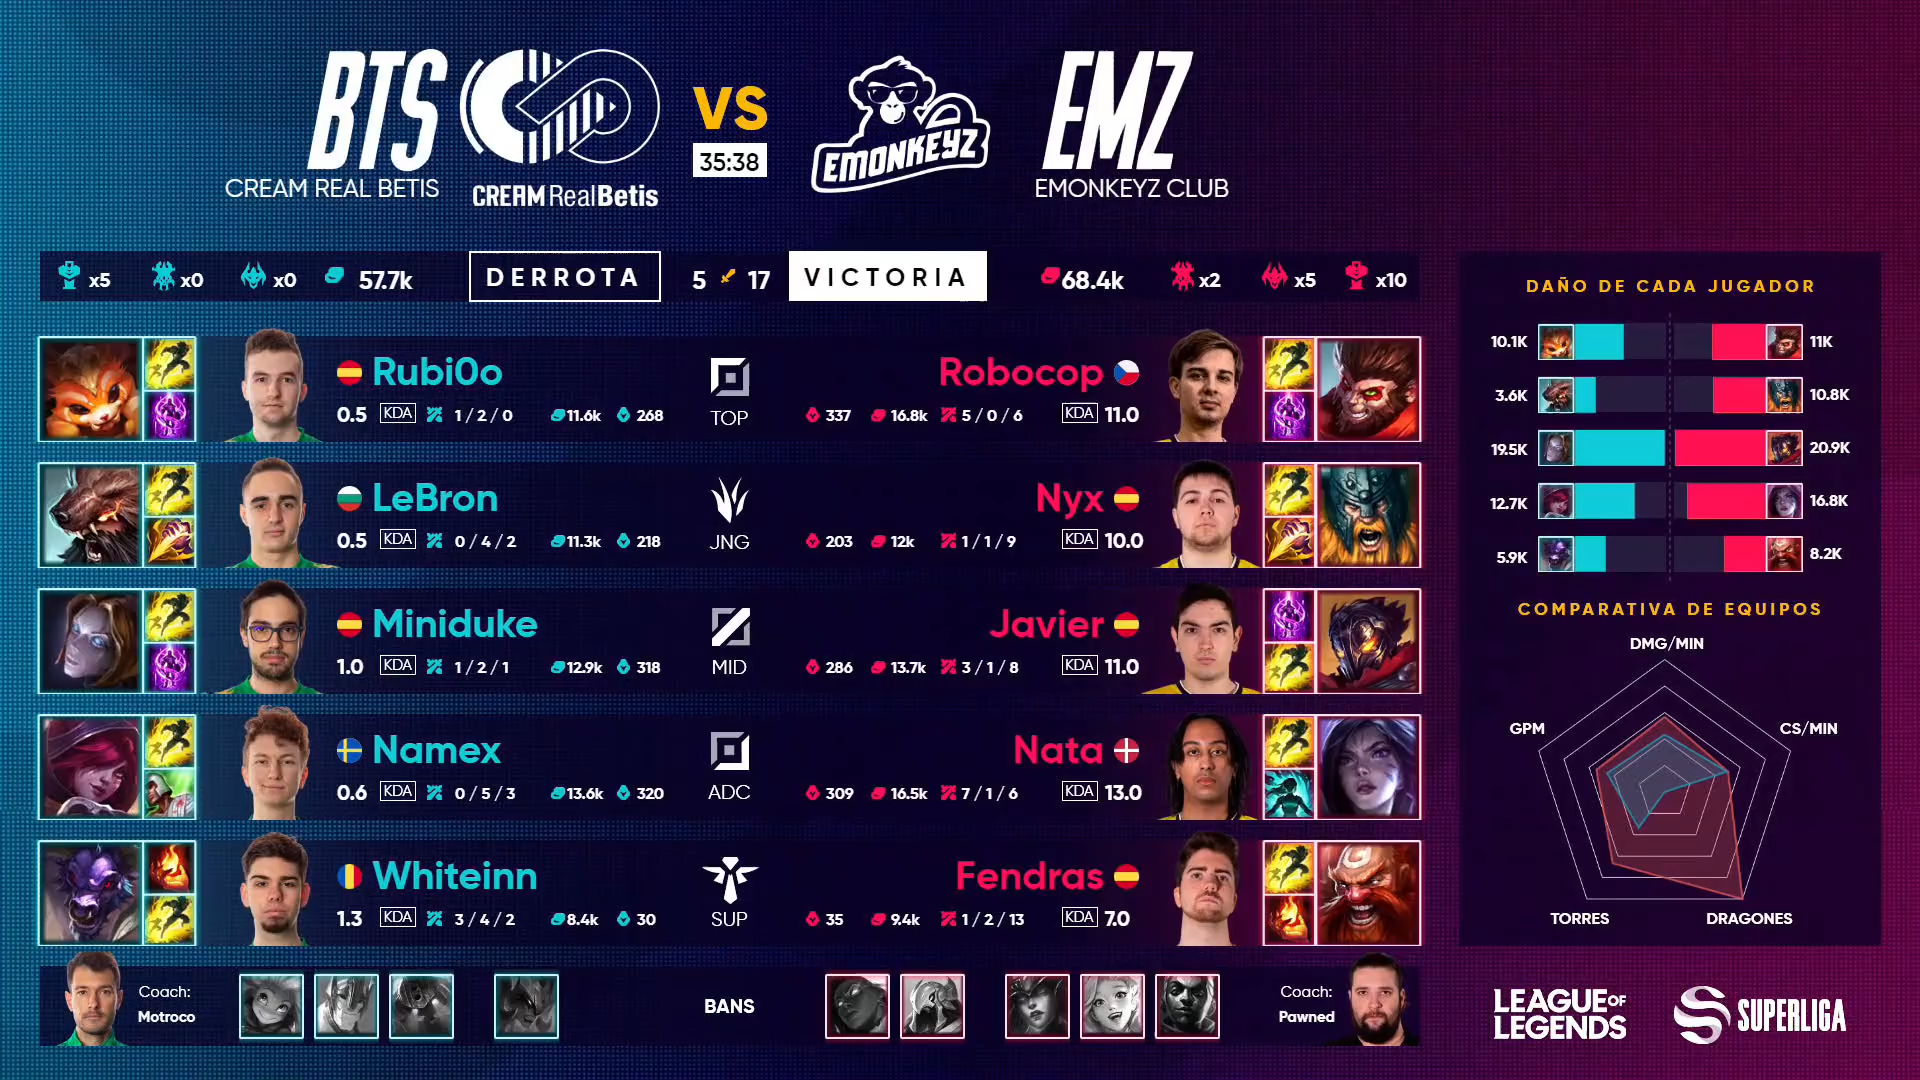 BTS
CREAM REAL BETIS
CREAM RealBetis
VS
35:38
EMONKEYZ
EMZ
EMONKEYZ CLUB
x5 x0 x0 57.7k DERROTA 5 17 VICTORIA 68.4k x2 x5 x10
Rubi0o TOP Robocop
0.5 KDA 1 / 2 / 0 11.6k 268 337 16.8k 5 / 0 / 6 KDA 11.0
LeBron JNG Nyx
0.5 KDA 0 / 4 / 2 11.3k 218 203 12k 1 / 1 / 9 KDA 10.0
Miniduke MID Javier
1.0 KDA 1 / 2 / 1 12.9k 318 286 13.7k 3 / 1 / 8 KDA 11.0
Namex ADC Nata
0.6 KDA 0 / 5 / 3 13.6k 320 309 16.5k 7 / 1 / 6 KDA 13.0
Whiteinn SUP Fendras
1.3 KDA 3 / 4 / 2 8.4k 30 35 9.4k 1 / 2 / 13 KDA 7.0
Coach:
Motroco
BANS
Coach:
Pawned
DAÑO DE CADA JUGADOR
10.1K 11K
3.6K 10.8K
19.5K 20.9K
12.7K 16.8K
5.9K 8.2K
COMPARATIVA DE EQUIPOS
DMG/MIN
GPM CS/MIN
TORRES DRAGONES
LEAGUE OF
LEGENDS
SUPERLIGA